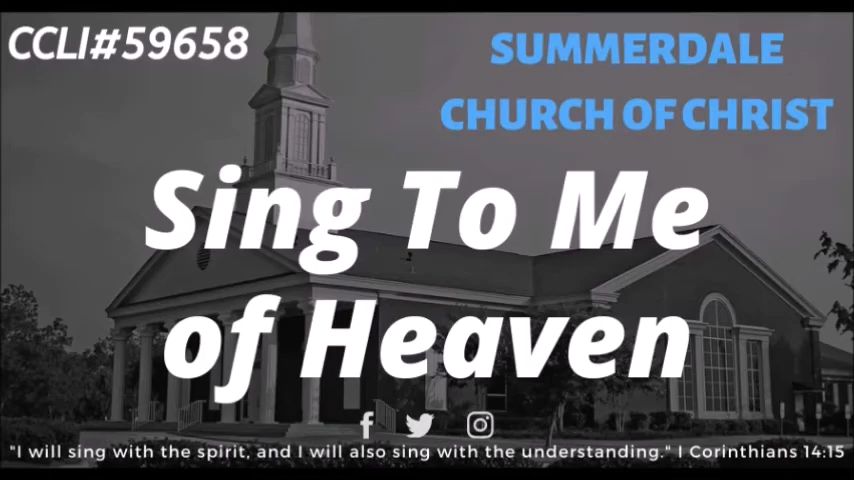 CCLI#59658
SUMMERDALE
CHURCH OF CHRIST
Sing To Me
of Heaven
"I will sing with the spirit, and I will also sing with the understanding." I Corinthians 14:15